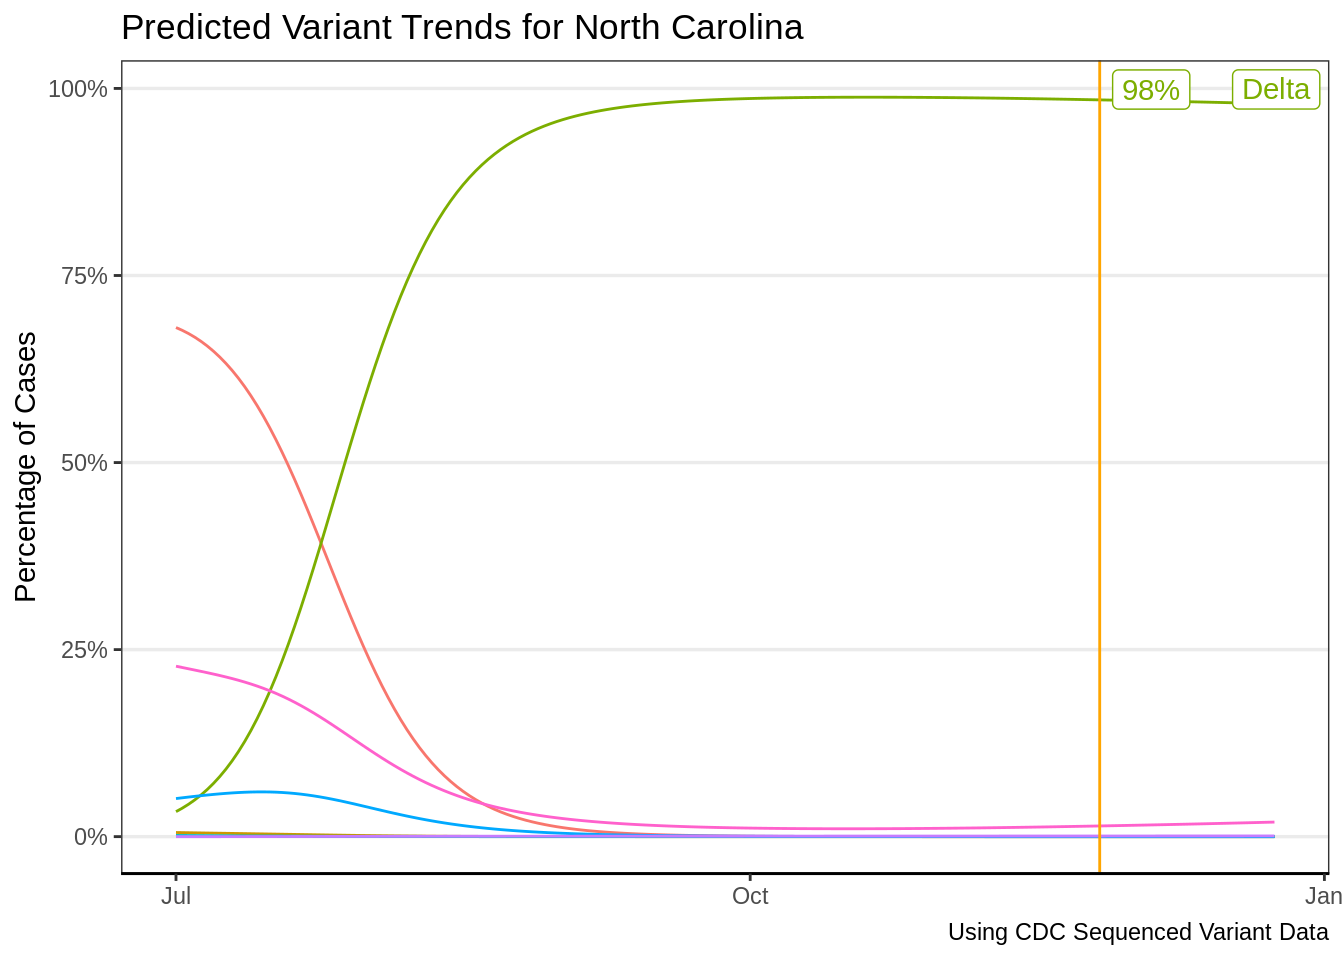 Predicted Variant Trends for North Carolina
100%
98%
Delta
75%
50%
25%
0%
Percentage of Cases
Jul
Oct
Jan
Using CDC Sequenced Variant Data